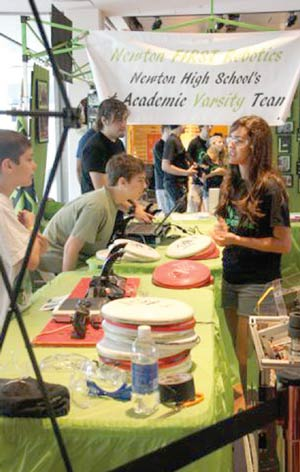 Newton FIRST Robotics
Newton High School's
Academic Varsity Team